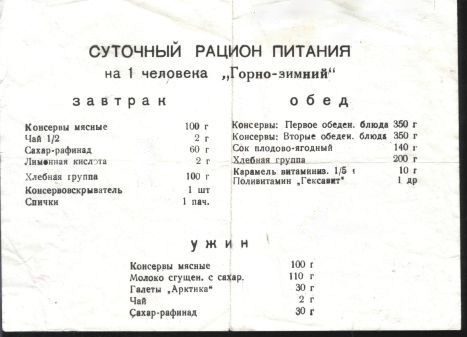 СУТОЧНЫЙ РАЦИОН ПИТАНИЯ
на 1 человека „Горно-зимний“
завтрак
Консервы мясные 100 г
Чай 1/2 2 г
Сахар-рафинад 60 г
Лимонная кислота 2 г
Хлебная группа 100 г
Консервовскрыватель 1 шт
Спички 1 пач.
обед
Консервы: Первое обеден. блюда 350 г
Консервы: Вторые обеден. блюда 350 г
Сок плодово-ягодный 140 г
Хлебная группа 200 г
Карамель витаминиз. 1/5 10 г
Поливитамин „Гексавит“ 1 др
ужин
Консервы мясные 100 г
Молоко сгущен. с сахар. 110 г
Галеты „Арктика“ 30 г
Чай 2 г
Сахар-рафинад 30 г